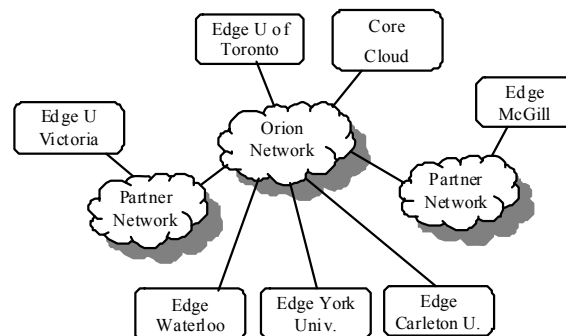 Edge U of
Toronto
Core
Cloud
Edge U
Victoria
Orion
Network
Edge
McGill
Partner
Network
Partner
Network
Edge
Waterloo
Edge York
Univ.
Edge
Carleton U.